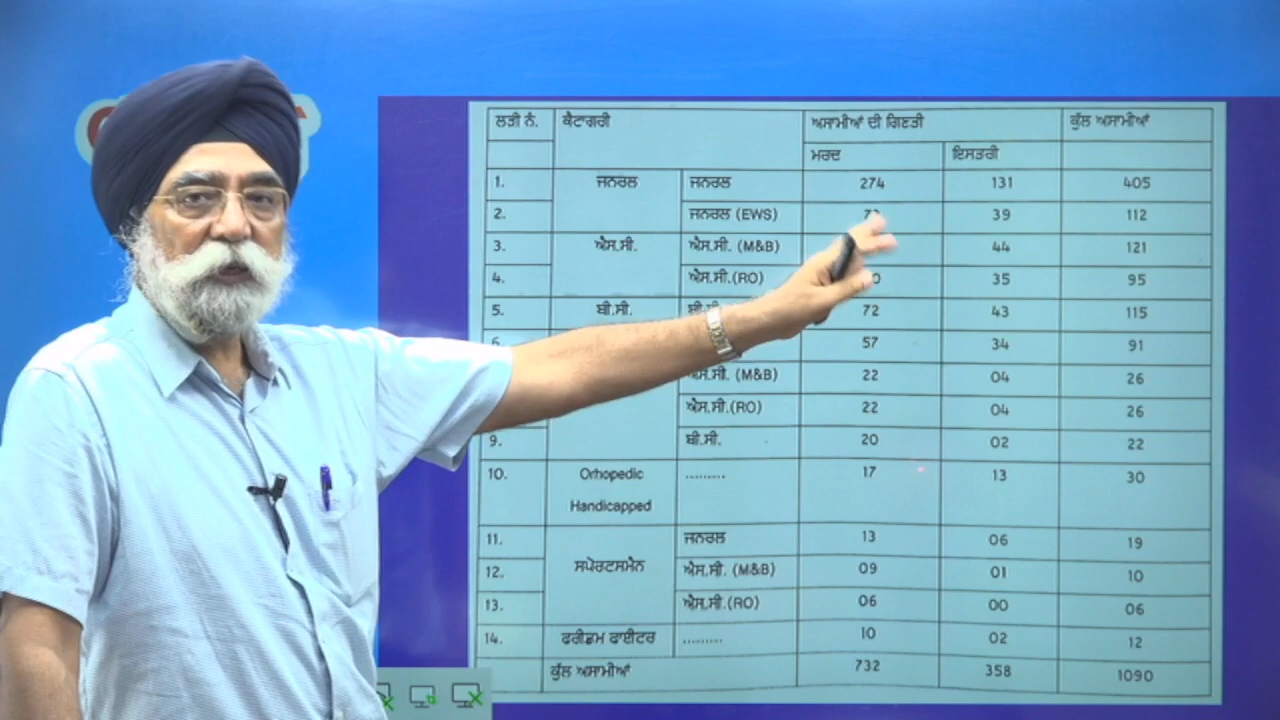 ਲੜੀ ਨੰ. ਕੈਟਾਗਰੀ ਅਸਾਮੀਆਂ ਦੀ ਗਿਣਤੀ ਕੁੱਲ ਅਸਾਮੀਆਂ
ਮਰਦ ਇਸਤਰੀ
1. ਜਨਰਲ ਜਨਰਲ 274 131 405
2. ਜਨਰਲ (EWS) 39 112
3. ਐਸ.ਸੀ. ਐਸ.ਸੀ. (M&B) 44 121
4. ਐਸ.ਸੀ.(RO) 35 95
5. ਬੀ.ਸੀ. 72 43 115
57 34 91
ਐਸ.ਸੀ. (M&B) 22 04 26
ਐਸ.ਸੀ.(RO) 22 04 26
9. ਬੀ.ਸੀ. 20 02 22
10. Orhopedic ......... 17 13 30
Handicapped
11. ਜਨਰਲ 13 06 19
12. ਸਪੋਰਟਸਮੈਨ ਐਸ.ਸੀ. (M&B) 09 01 10
13. ਐਸ.ਸੀ.(RO) 06 00 06
14. ਫਰੀਡਮ ਫਾਈਟਰ ......... 10 02 12
ਕੁੱਲ ਅਸਾਮੀਆਂ 732 358 1090